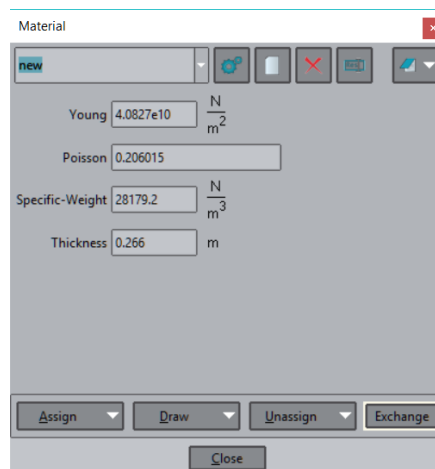 Material
new
Young 4.0827e10 N/m²
Poisson 0.206015
Specific-Weight 28179.2 N/m³
Thickness 0.266 m
Assign Draw Unassign Exchange
Close